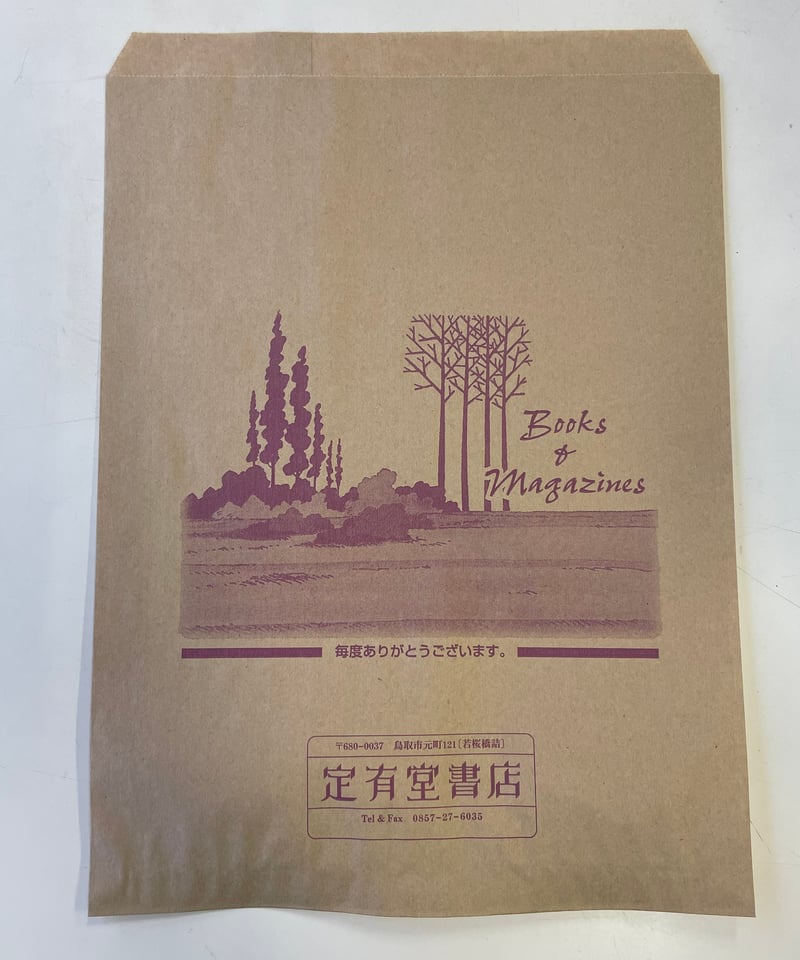 Books
&
Magazines
毎度ありがとうございます。
〒680-0037 鳥取市元町121〔若桜橋詰〕
定有堂書店
Tel & Fax 0857-27-6035